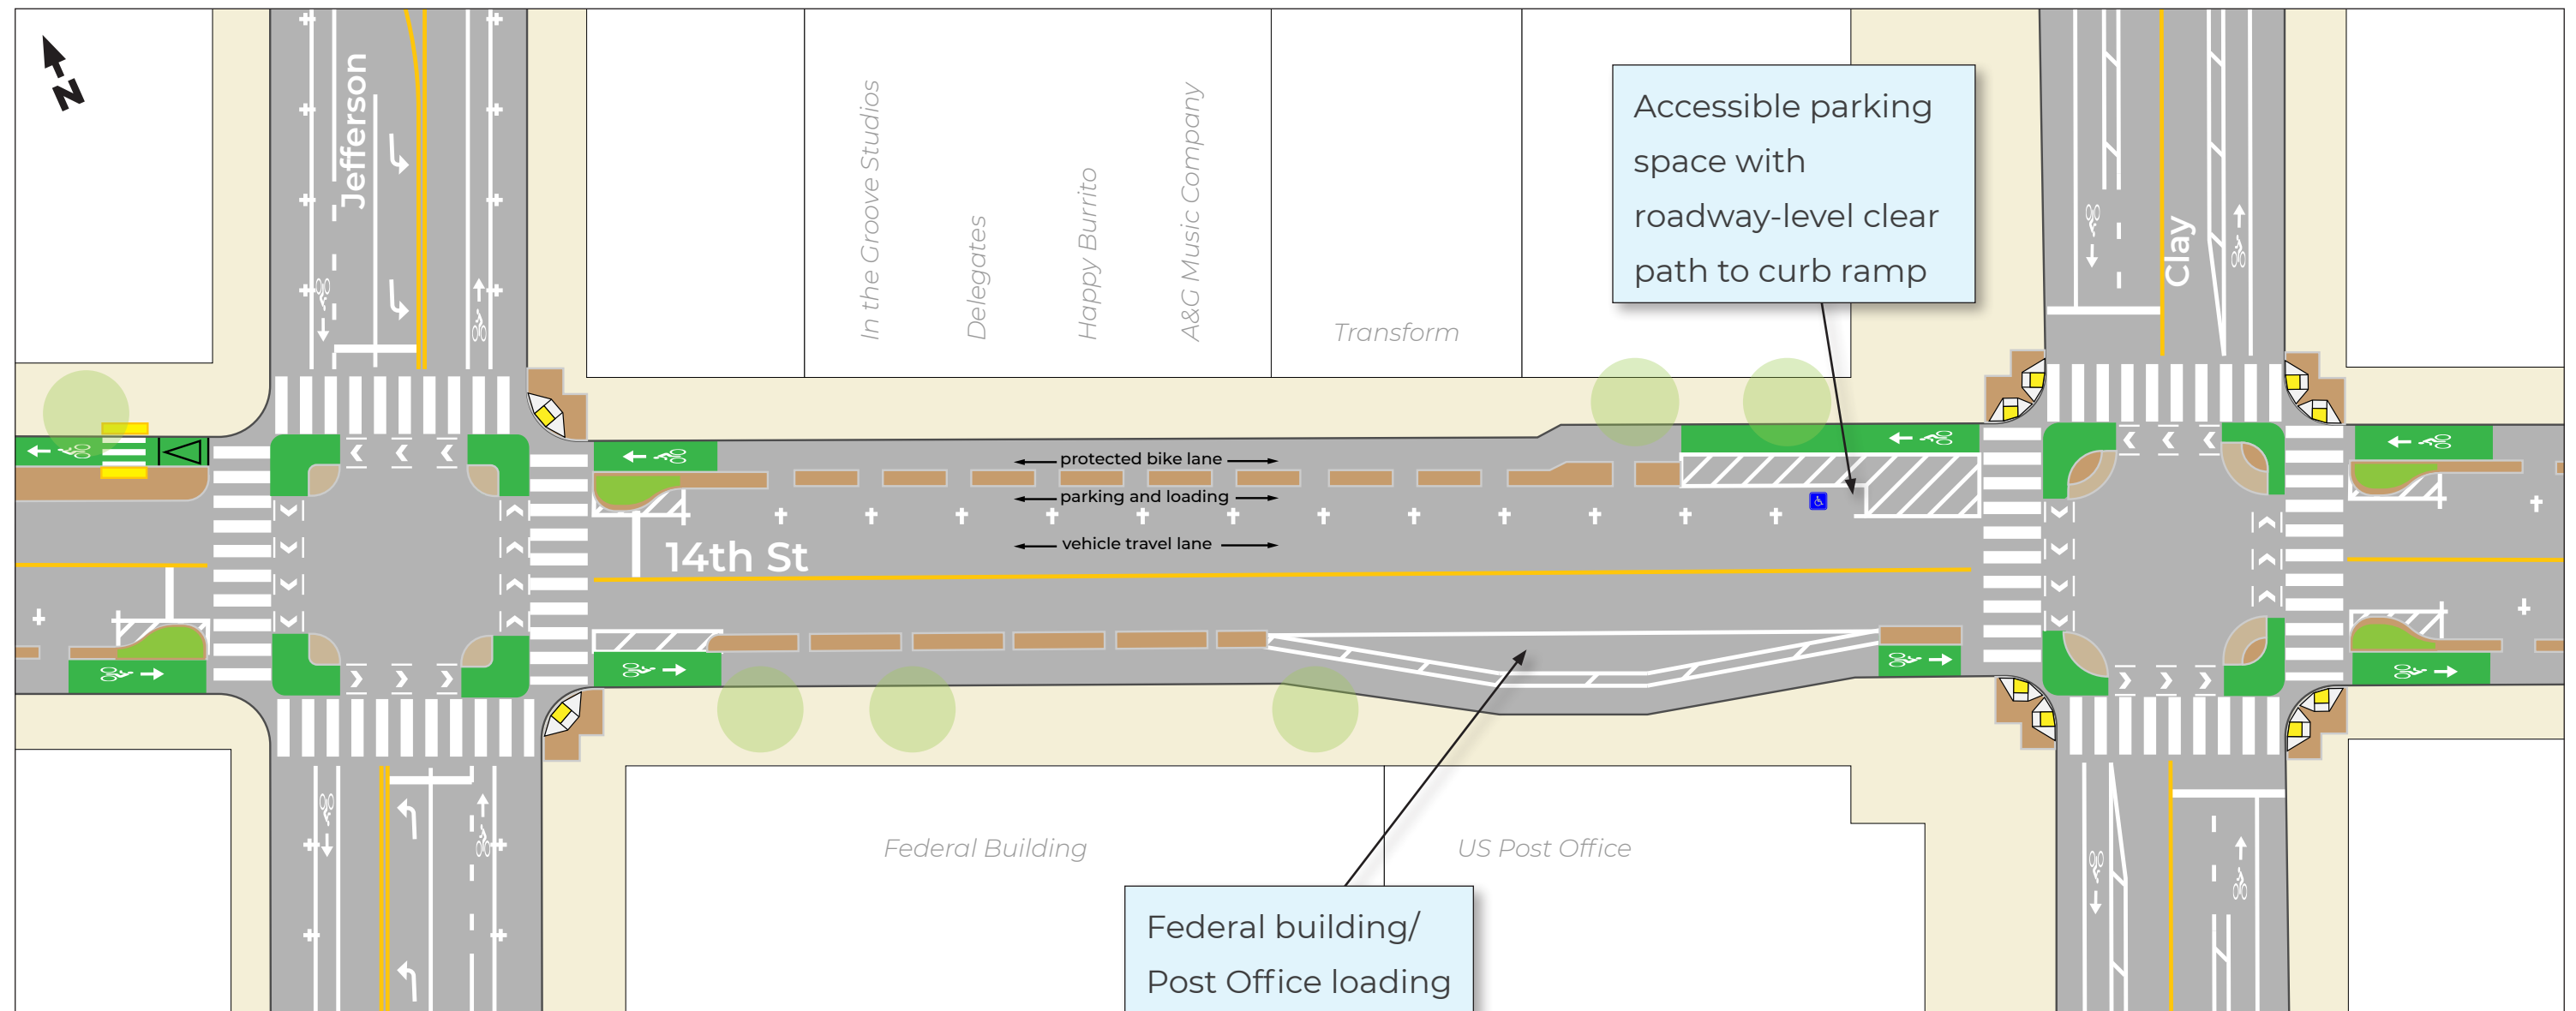 N
Jefferson
In the Groove Studios
Delegates
Happy Burrito
A&G Music Company
Transform
Accessible parking
space with
roadway-level clear
path to curb ramp
Clay
protected bike lane
parking and loading
vehicle travel lane
14th St
Federal Building
US Post Office
Federal building/
Post Office loading